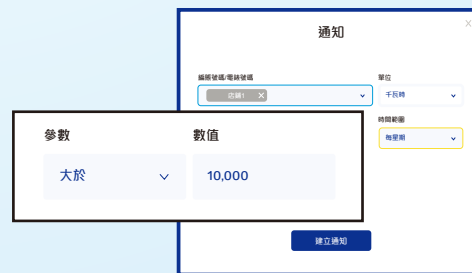 通知
賬號號碼/電錶號碼
單位
店舖1 X
千瓦時
時間範圍
每星期
參數
數值
大於
10,000
建立通知